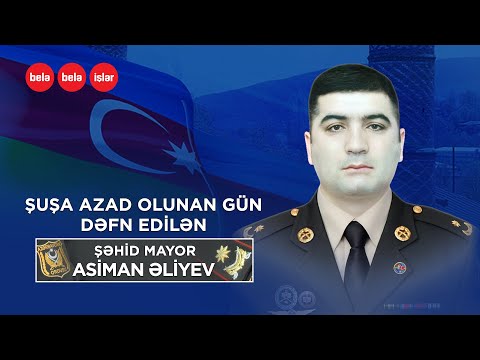 belə belə işlər
ŞUŞA AZAD OLUNAN GÜN
DƏFN EDİLƏN
ŞƏHİD MAYOR
ASİMAN ƏLİYEV